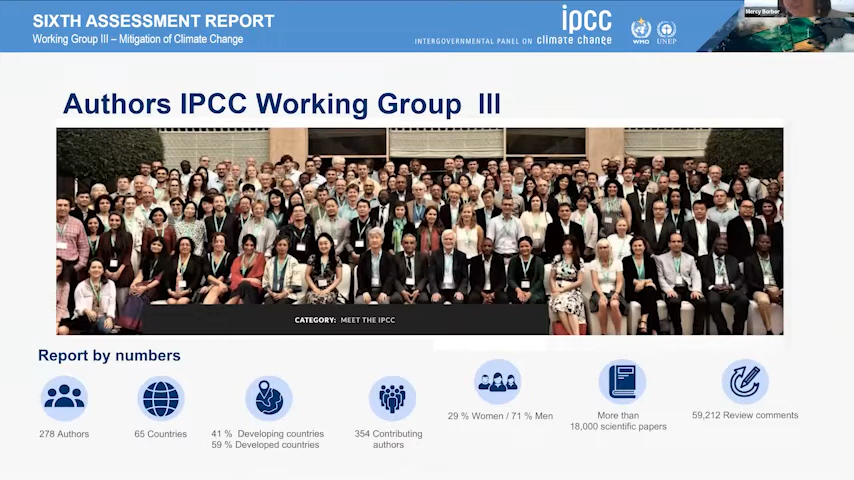 SIXTH ASSESSMENT REPORT
Working Group III – Mitigation of Climate Change
INTERGOVERNMENTAL PANEL ON climate change
ipcc
WMO
UNEP
Mercy Borbor
Authors IPCC Working Group III
CATEGORY: MEET THE IPCC
Report by numbers
278 Authors
65 Countries
41 % Developing countries
59 % Developed countries
354 Contributing
authors
29 % Women / 71 % Men
More than
18,000 scientific papers
59,212 Review comments